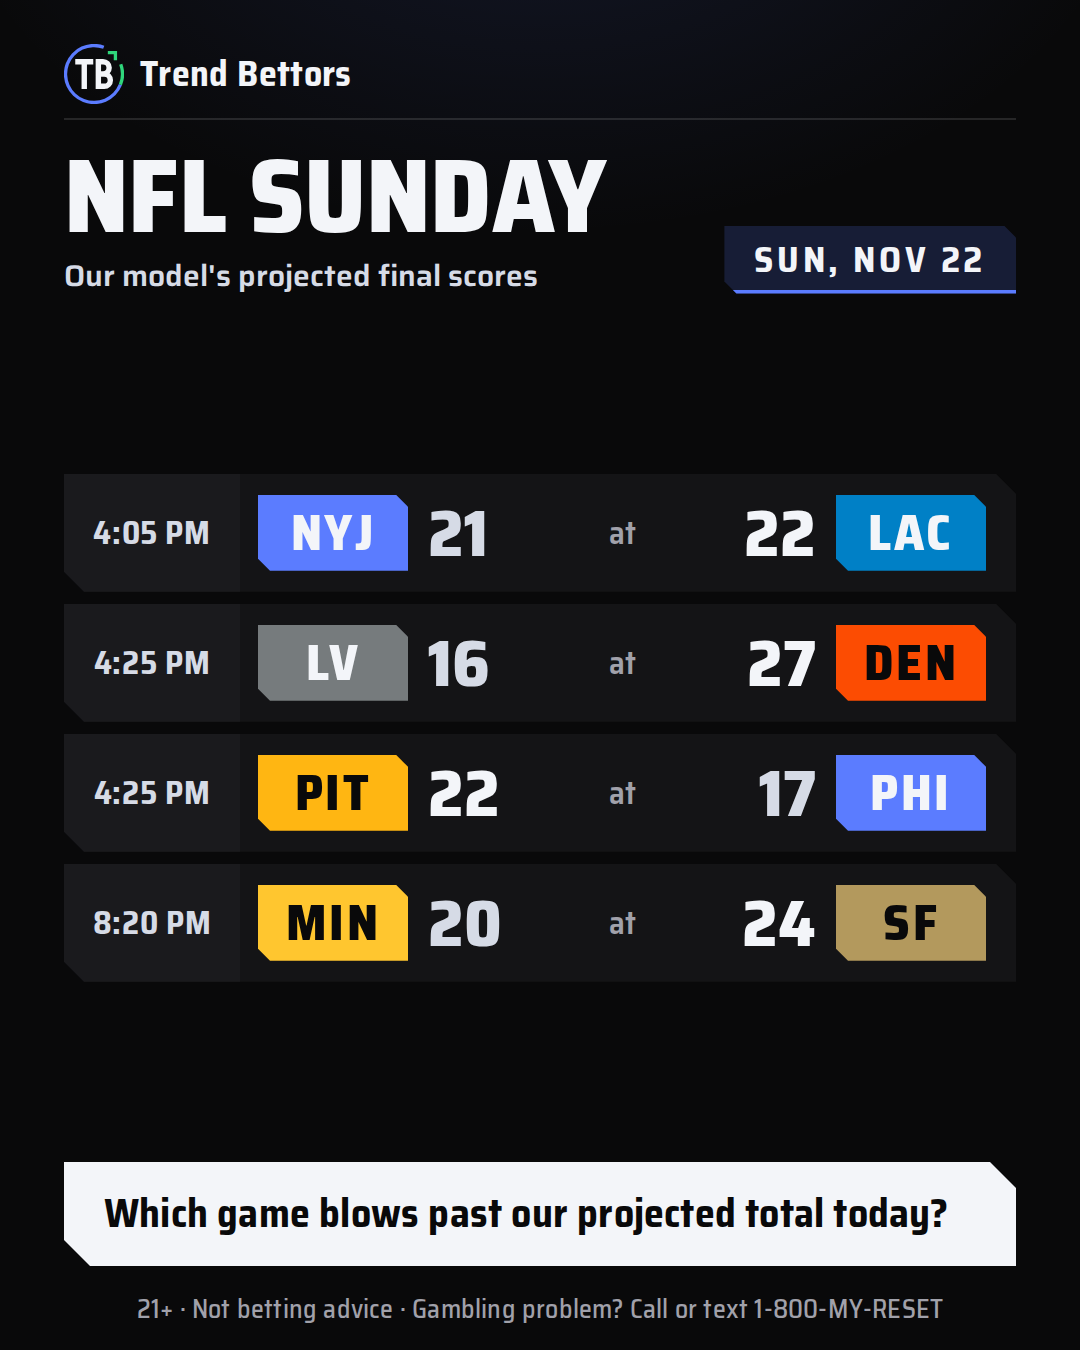 TB Trend Bettors
NFL SUNDAY
Our model's projected final scores
SUN, NOV 22
4:05 PM NYJ 21 at 22 LAC
4:25 PM LV 16 at 27 DEN
4:25 PM PIT 22 at 17 PHI
8:20 PM MIN 20 at 24 SF
Which game blows past our projected total today?
21+ · Not betting advice · Gambling problem? Call or text 1-800-MY-RESET